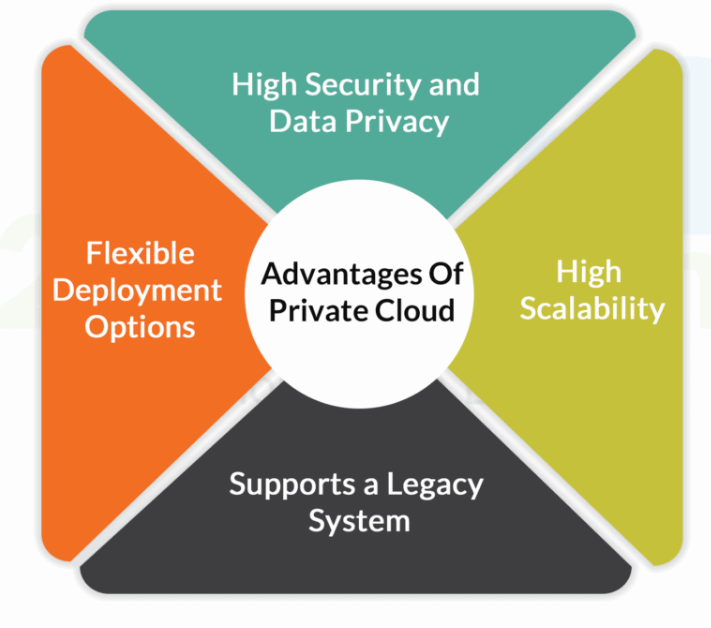 High Security and
Data Privacy
Flexible
Deployment
Options
Advantages Of
Private Cloud
High
Scalability
Supports a Legacy
System